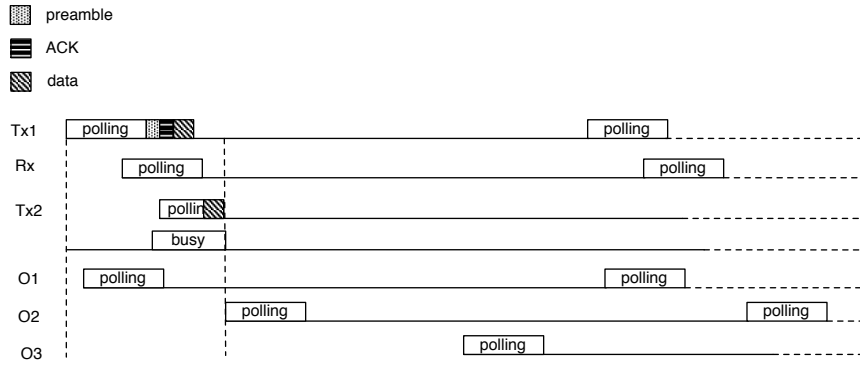 preamble
ACK
data
Tx1 polling polling
Rx polling polling
Tx2 pollin
busy
O1 polling polling
O2 polling polling
O3 polling